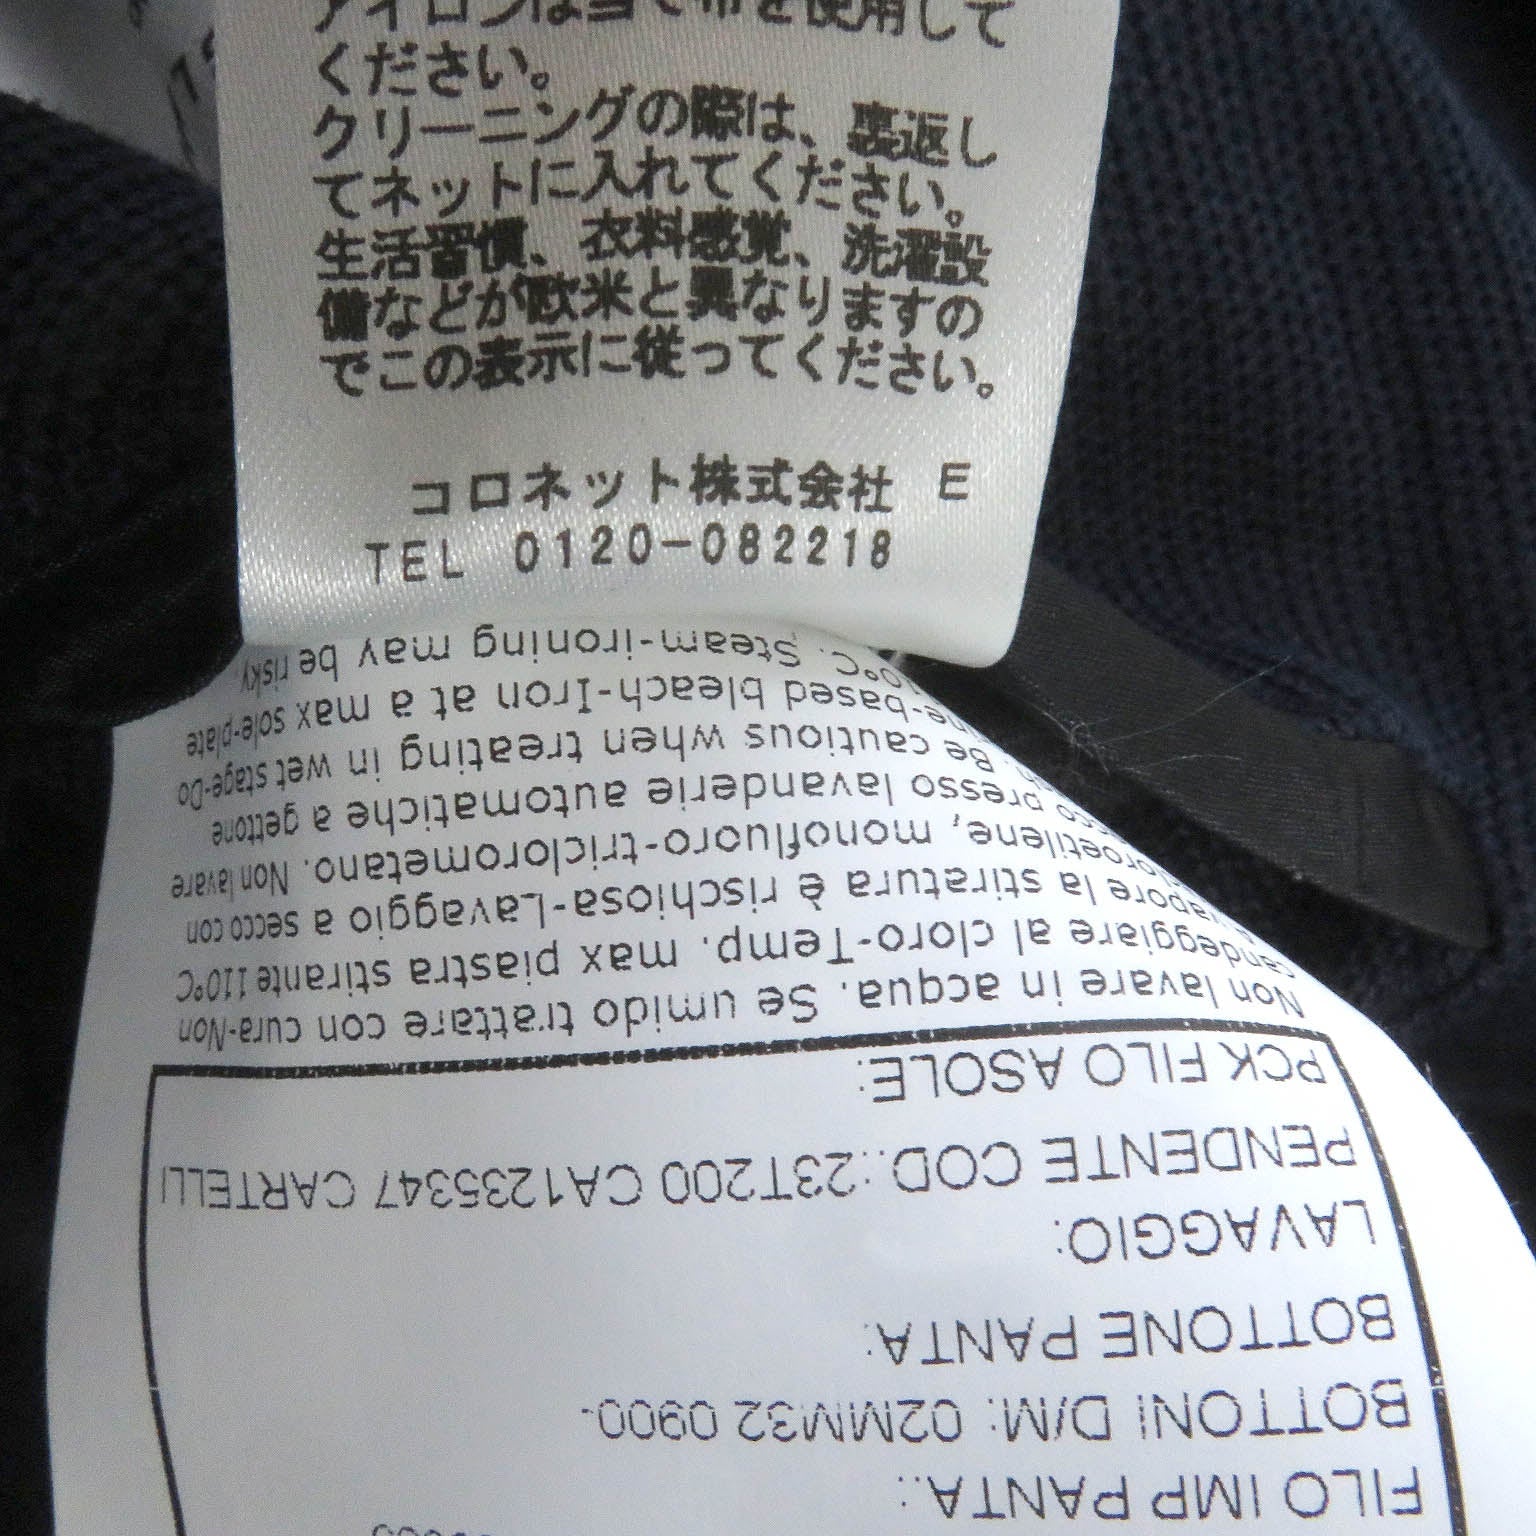 アイロンは当て布を使用して
ください。
クリーニングの際は、裏返し
てネットに入れてください。
生活習慣、衣料感覚、洗濯設
備などが欧米と異なりますの
でこの表示に従ってください。
コロネット株式会社 E
TEL 0120-082218
FILO IMP PANTA.:
BOTTONI D/M: 02MM32 0900-
BOTTONE PANTA:
LAVAGGIO:
PENDENTE COD.:23T200 CA1235347 CARTELLI
PCK FILO ASOLE:
Non lavare in acqua. Se umido trattare con cura-Non
candeggiare al cloro-Temp. max piastra stirante 110°C
vapore la stiratura è rischiosa-Lavaggio a secco con
monofluoro-triclorometano. Non lavare
secco presso lavanderie automatiche a gettone
Be cautious when treating in wet stage-Do
based bleach-Iron at a max sole-plate
110°C. Steam-ironing may be risky.